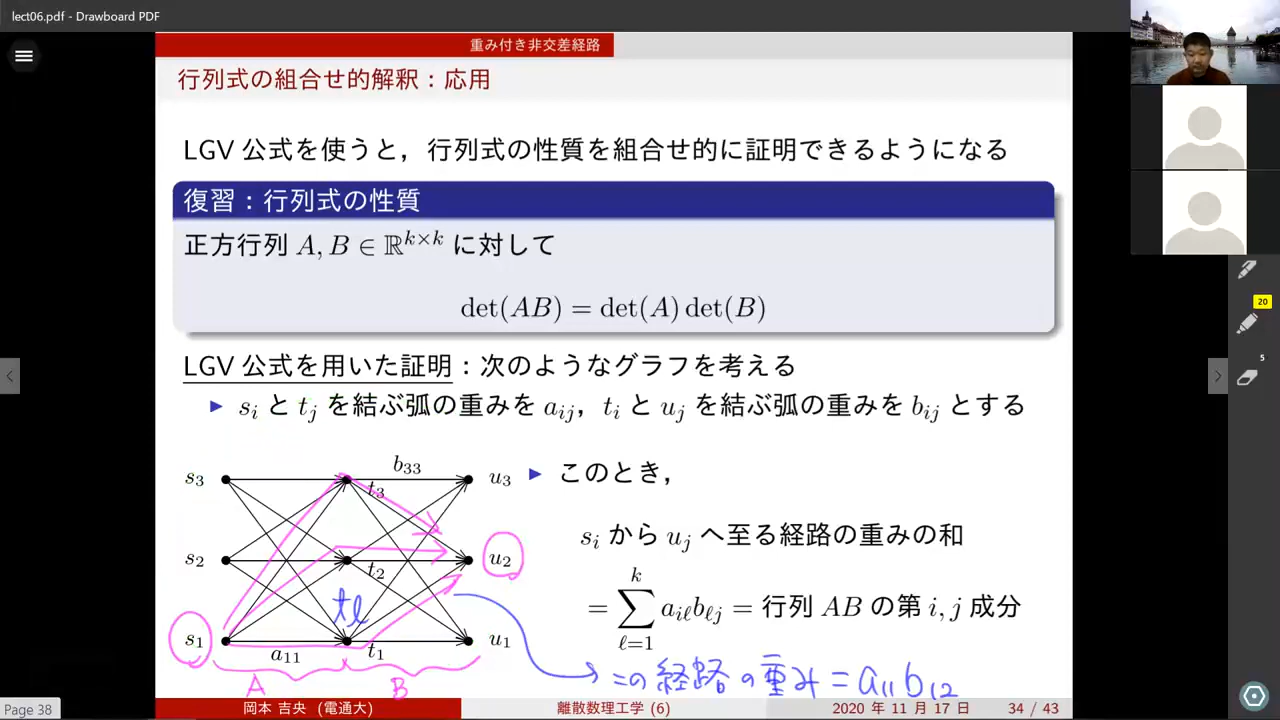 lect06.pdf - Drawboard PDF
重み付き非交差経路
行列式の組合せ的解釈：応用
LGV 公式を使うと，行列式の性質を組合せ的に証明できるようになる
復習：行列式の性質
正方行列 A, B ∈ ℝ^{k×k} に対して
det(AB) = det(A) det(B)
LGV 公式を用いた証明：次のようなグラフを考える
▶ s_i と t_j を結ぶ弧の重みを a_{ij}，t_i と u_j を結ぶ弧の重みを b_{ij} とする
20
5
b_{33}
s_3 t_3 u_3
s_2 t_2 u_2
tℓ
s_1 t_1 u_1
a_{11}
A B
▶ このとき，
s_i から u_j へ至る経路の重みの和
= ∑_{ℓ=1}^{k} a_{iℓ}b_{ℓj} = 行列 AB の第 i, j 成分
この経路の重み = a_{11} b_{12}
Page 38
岡本 吉央 (電通大) 離散数理工学 (6) 2020 年 11 月 17 日 34 / 43